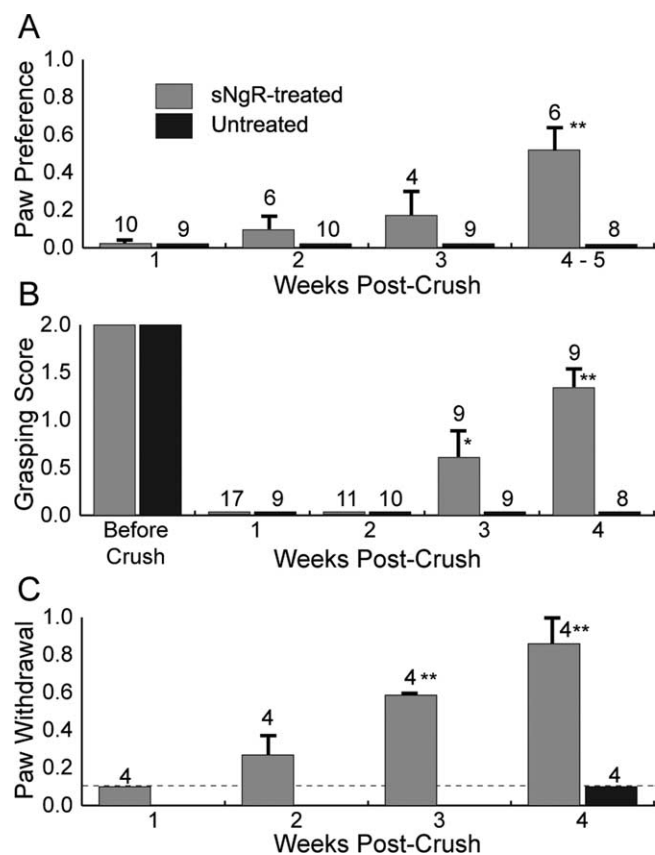 A
Paw Preference
1.0
0.8
0.6
0.4
0.2
0.0
sNgR-treated
Untreated
10 9 6 10 4 9 6 ** 8
1 2 3 4 - 5
Weeks Post-Crush
B
Grasping Score
2.0
1.5
1.0
0.5
0.0
17 9 11 10 9 * 9 9 ** 8
Before Crush 1 2 3 4
Weeks Post-Crush
C
Paw Withdrawal
1.0
0.8
0.6
0.4
0.2
0.0
4 4 4 ** 4 ** 4
1 2 3 4
Weeks Post-Crush